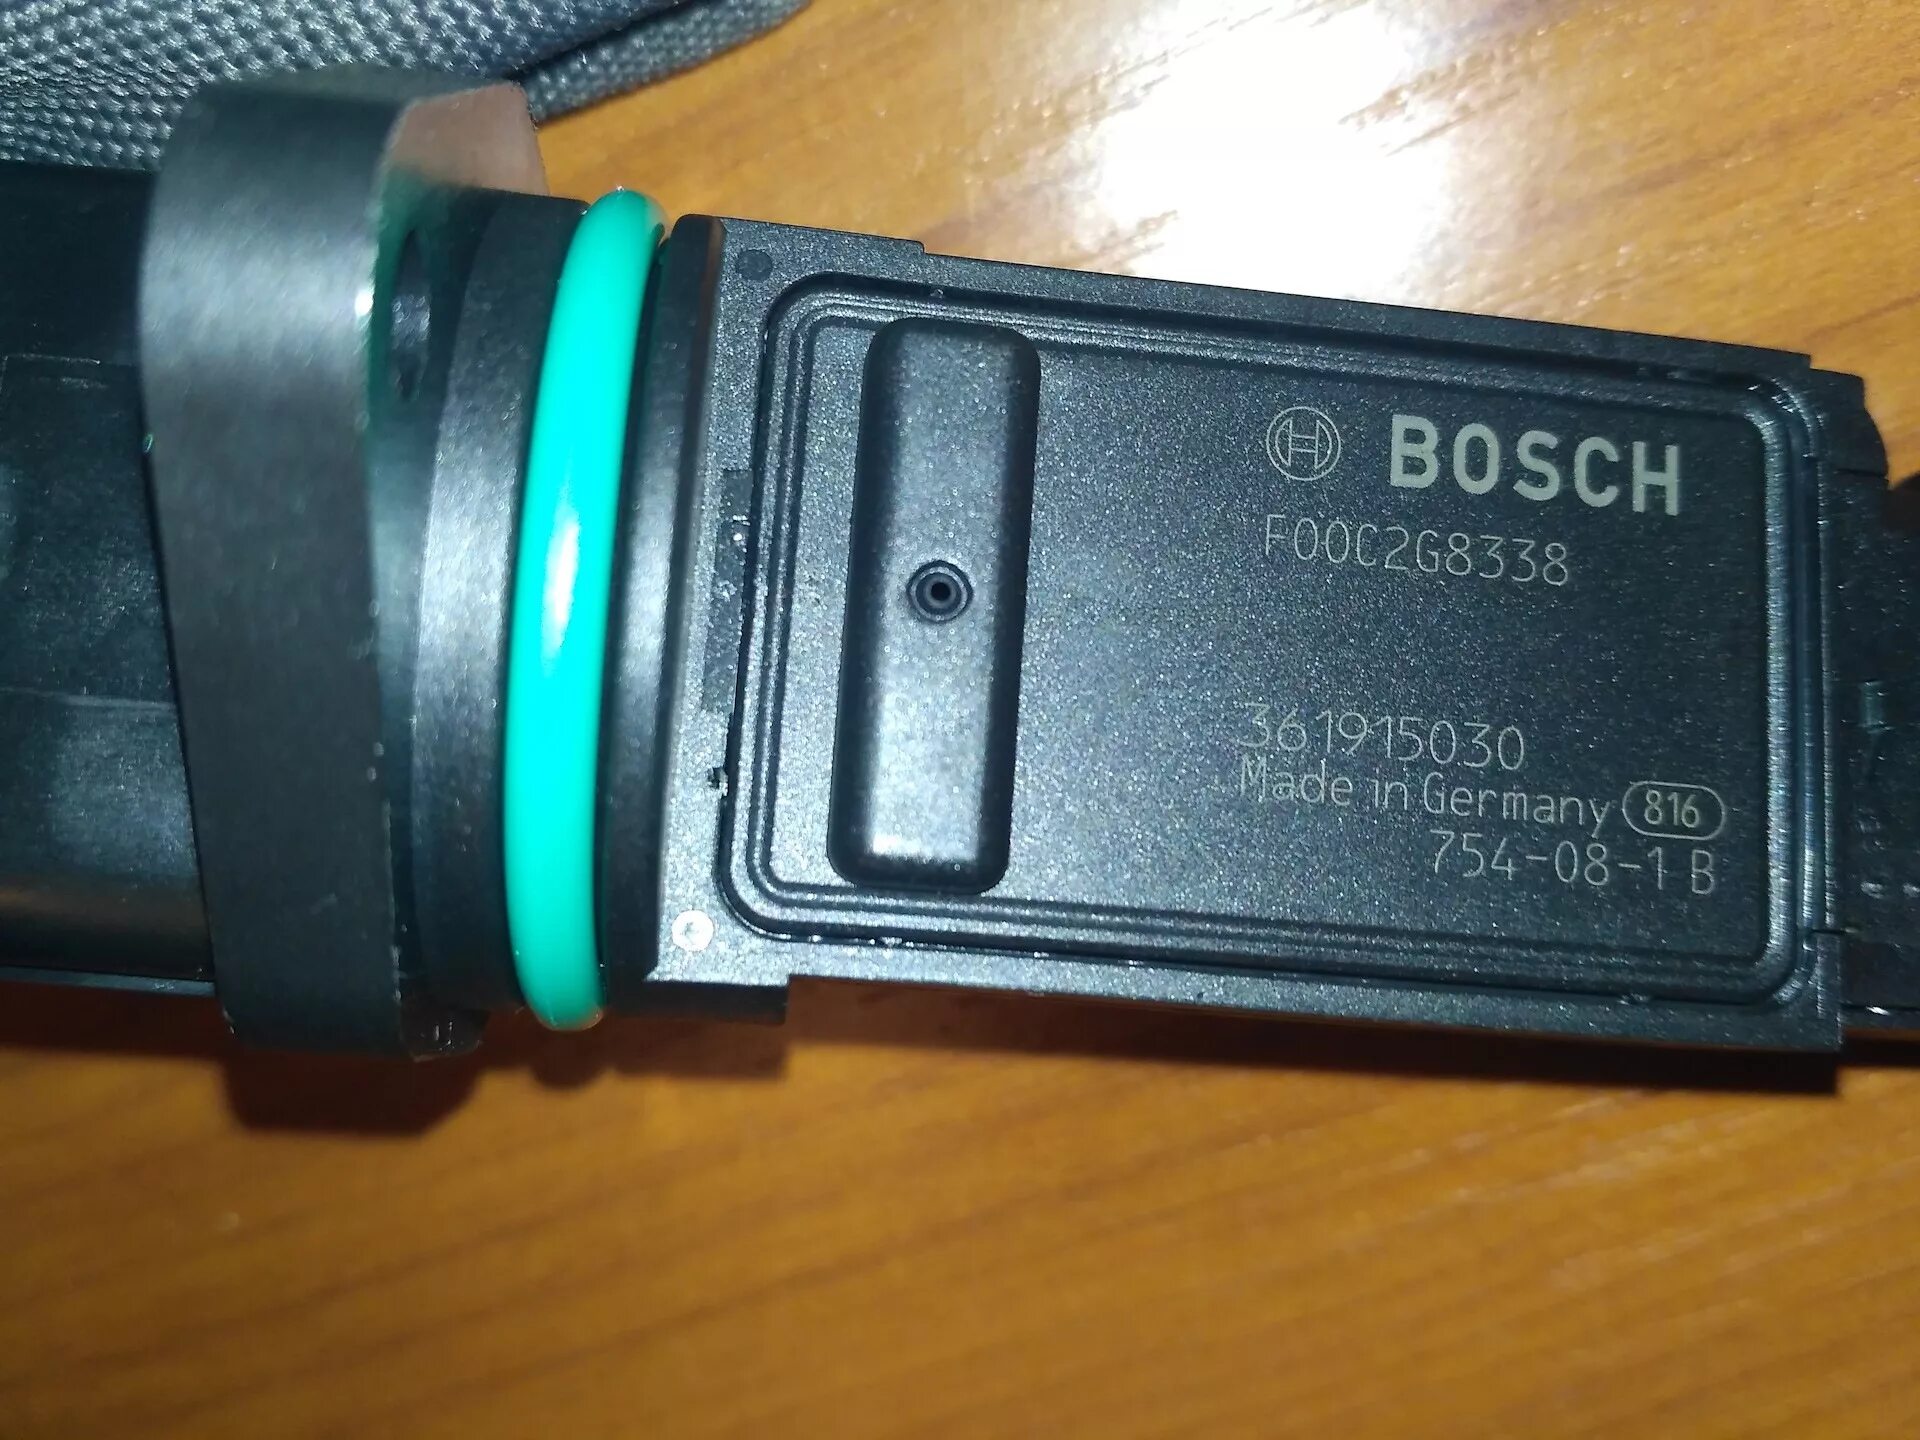 BOSCH
F00C2G8338
361915030
Made in Germany 816
754-08-1 B